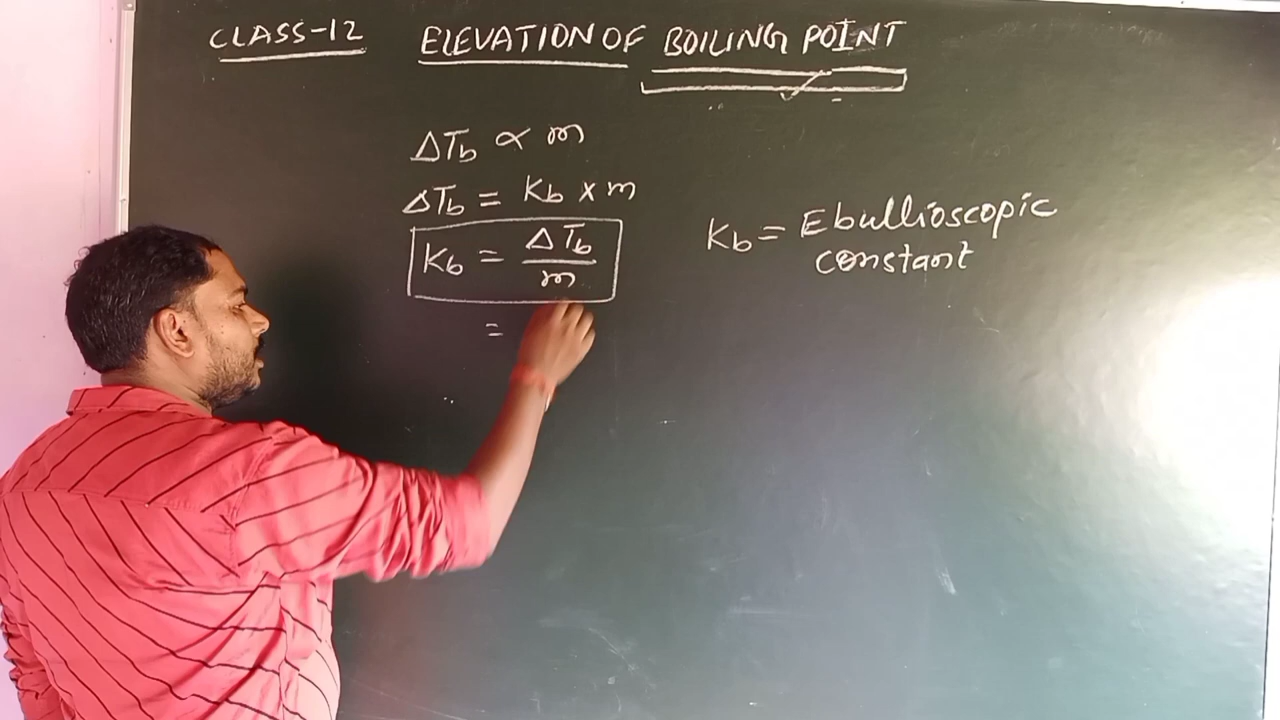 CLASS-12 ELEVATION OF BOILING POINT
ΔTb ∝ m
ΔTb = Kb × m
Kb = ΔTb / m
=
Kb = Ebullioscopic
constant